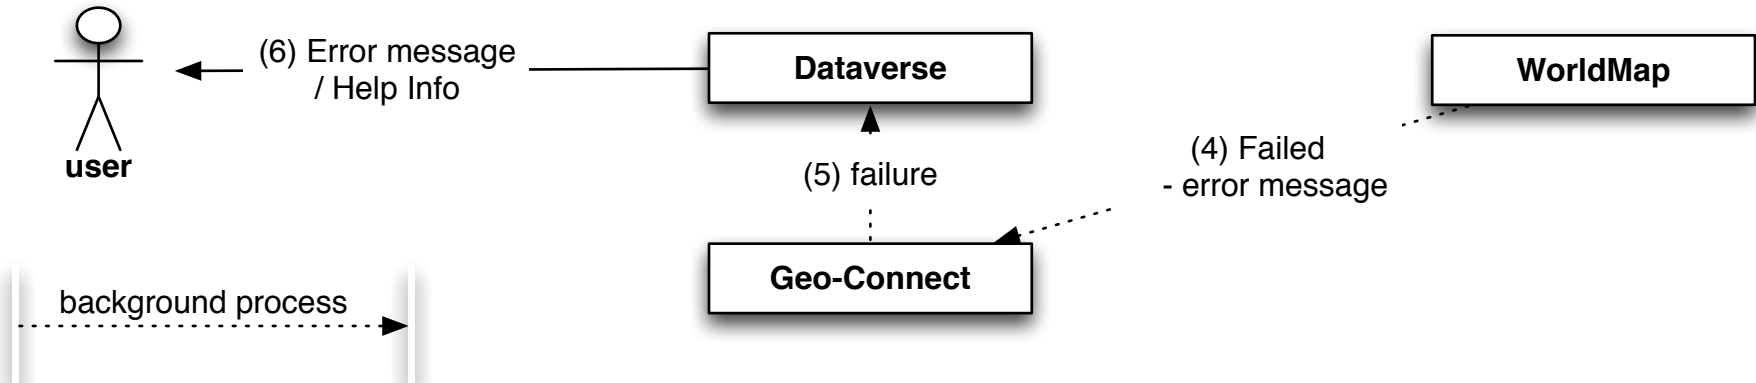 (6) Error message
/ Help Info
Dataverse
WorldMap
user
(5) failure
(4) Failed
- error message
Geo-Connect
background process